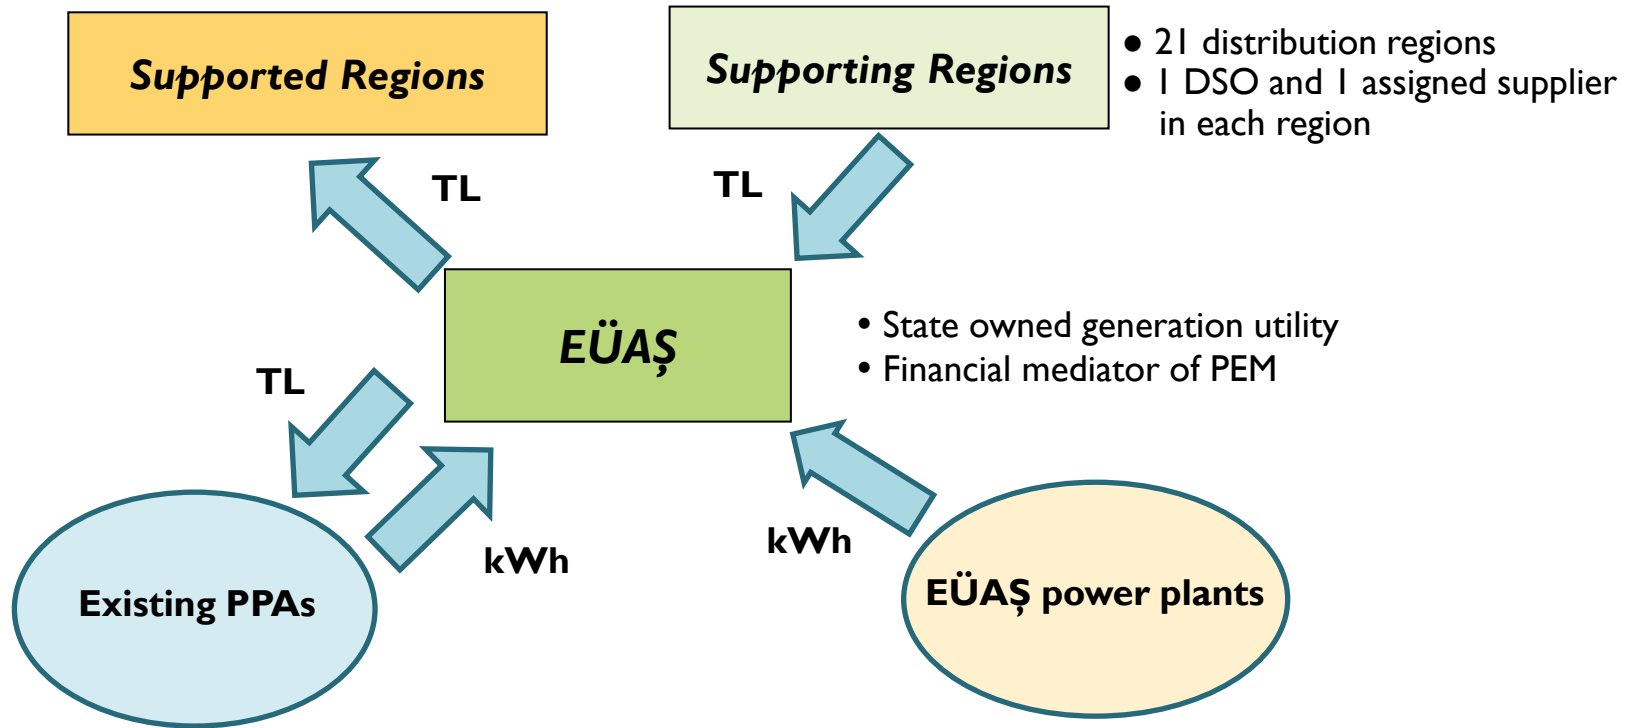 Supported Regions
Supporting Regions
● 21 distribution regions
● 1 DSO and 1 assigned supplier
in each region
TL
TL
EÜAŞ
• State owned generation utility
• Financial mediator of PEM
TL
kWh
kWh
Existing PPAs
EÜAŞ power plants